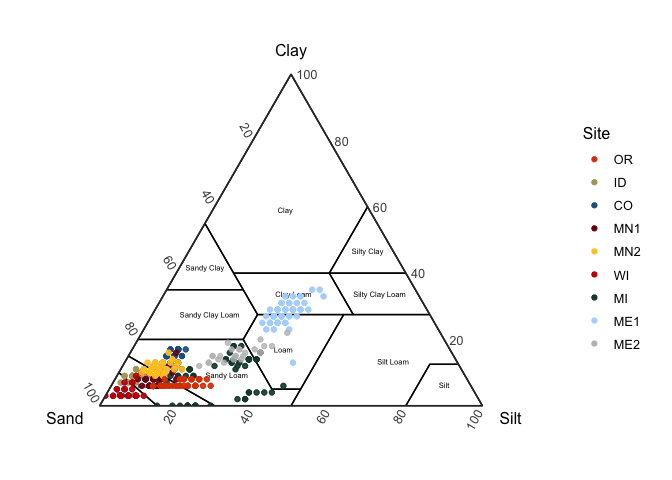 Clay
100
20
80
Site
OR
ID
CO
MN1
MN2
WI
MI
ME1
ME2
40
60
Clay
Silty Clay
60
Sandy Clay
40
Clay Loam
Silty Clay Loam
80
Sandy Clay Loam
20
Loam
Silt Loam
Sandy Loam
Silt
100
Sand
20
40
60
80
100
Silt